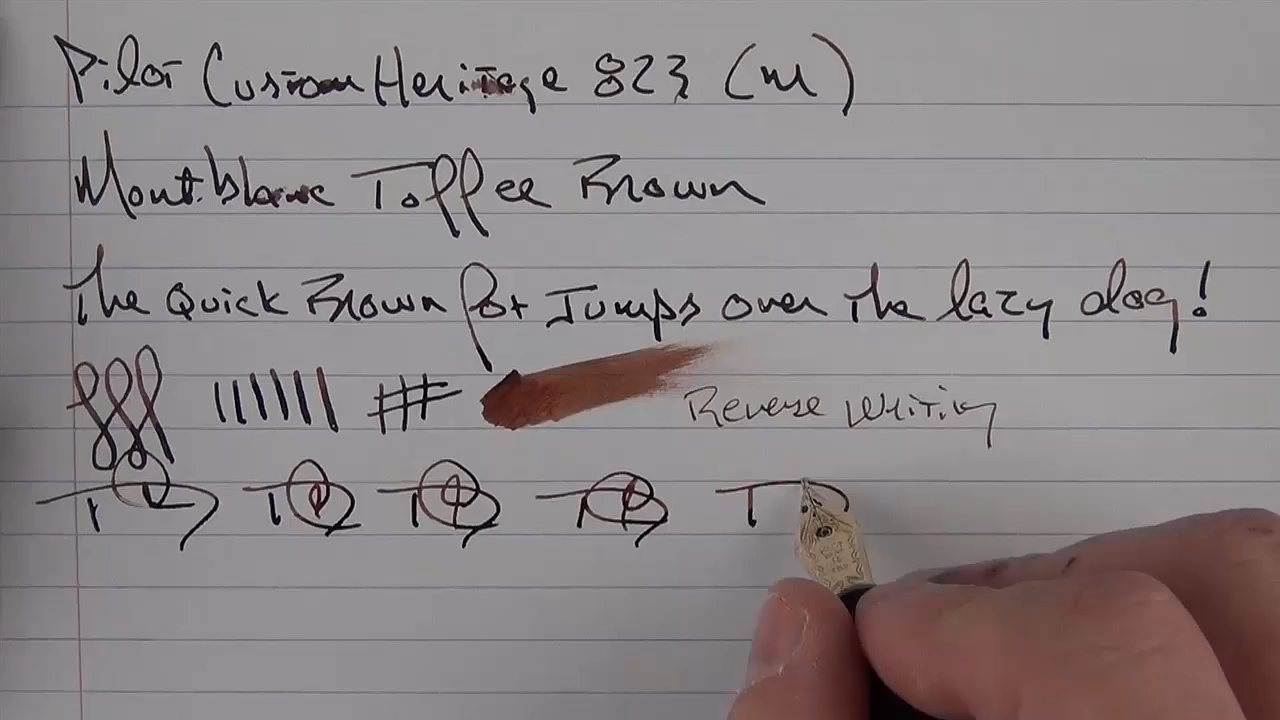 Pilot Custom Heritage 823 (M)
Montblanc Toffee Brown
The Quick Brown Fox Jumps over The lazy dog!
Reverse Writing